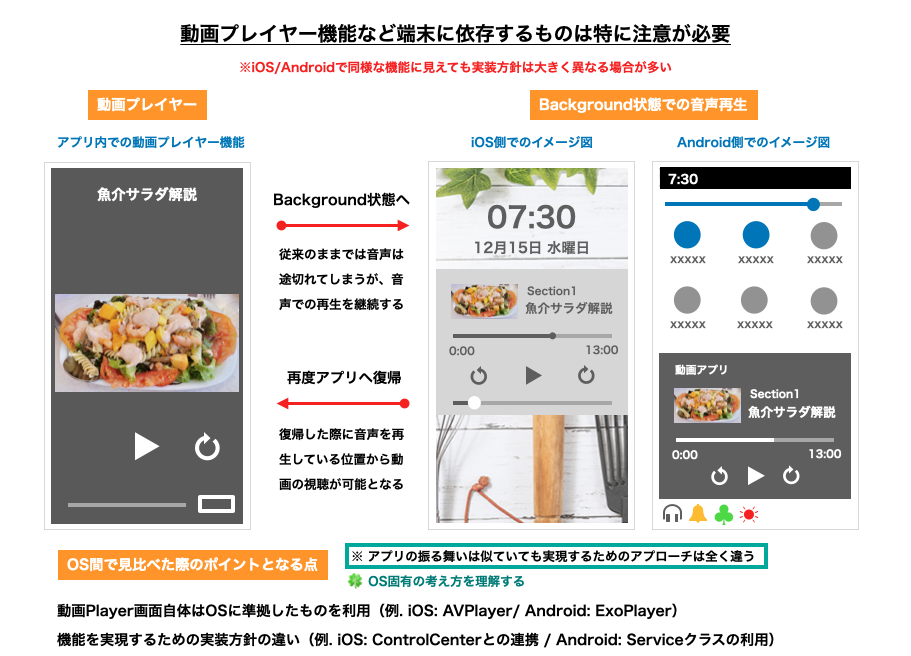 動画プレイヤー機能など端末に依存するものは特に注意が必要
※iOS/Androidで同様な機能に見えても実装方針は大きく異なる場合が多い
動画プレイヤー
アプリ内での動画プレイヤー機能
魚介サラダ解説
Background状態へ
従来のままでは音声は
途切れてしまうが、音
声での再生を継続する
再度アプリへ復帰
復帰した際に音声を再
生している位置から動
画の視聴が可能となる
Background状態での音声再生
iOS側でのイメージ図
07:30
12月15日 水曜日
Section1
魚介サラダ解説
0:00 13:00
Android側でのイメージ図
7:30
xxxxx xxxxx xxxxx
xxxxx xxxxx xxxxx
動画アプリ
Section1
魚介サラダ解説
0:00 13:00
OS間で見比べた際のポイントとなる点
※ アプリの振る舞いは似ていても実現するためのアプローチは全く違う
🍀 OS固有の考え方を理解する
動画Player画面自体はOSに準拠したものを利用（例. iOS: AVPlayer/ Android: ExoPlayer）
機能を実現するための実装方針の違い（例. iOS: ControlCenterとの連携 / Android: Serviceクラスの利用）